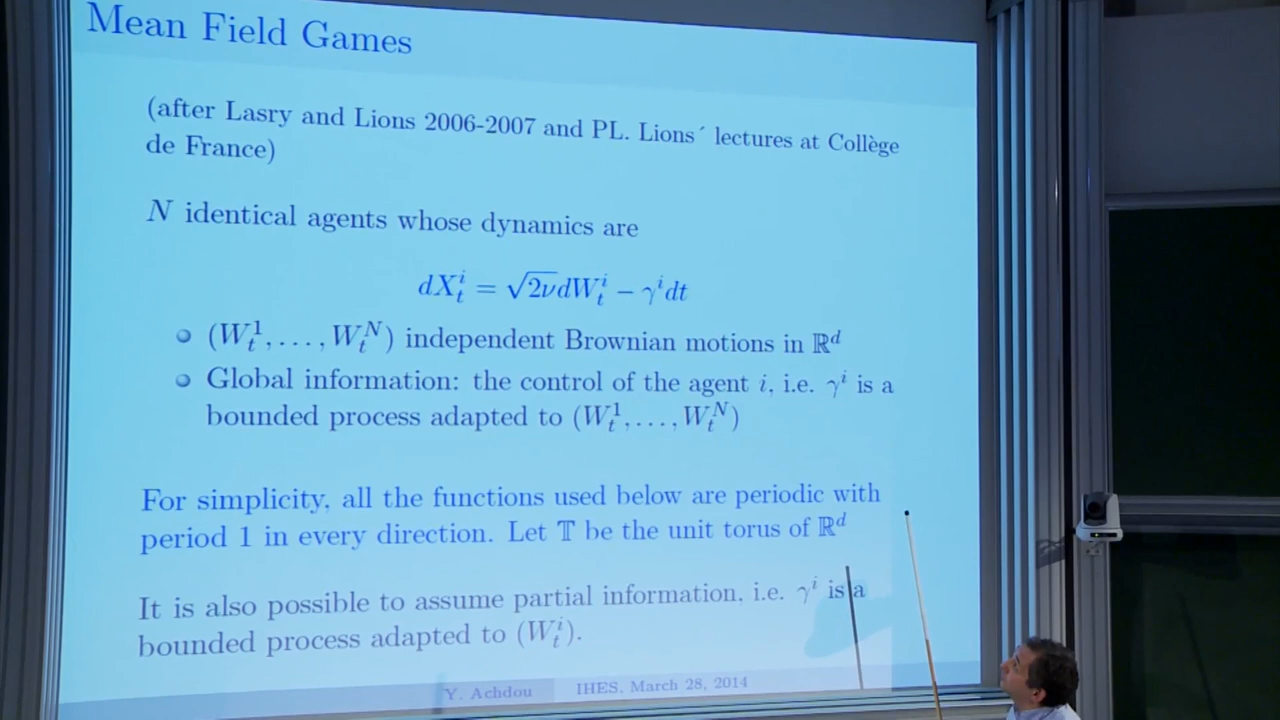 Mean Field Games
(after Lasry and Lions 2006-2007 and PL. Lions´ lectures at Collège
de France)
N identical agents whose dynamics are
dX_t^i = √2ν dW_t^i − γ^i dt
(W_t^1, . . . , W_t^N) independent Brownian motions in ℝ^d
Global information: the control of the agent i, i.e. γ^i is a
bounded process adapted to (W_t^1, . . . , W_t^N)
For simplicity, all the functions used below are periodic with
period 1 in every direction. Let 𝕋 be the unit torus of ℝ^d
It is also possible to assume partial information, i.e. γ^i is a
bounded process adapted to (W_t^i).
Y. Achdou IHES, March 28, 2014